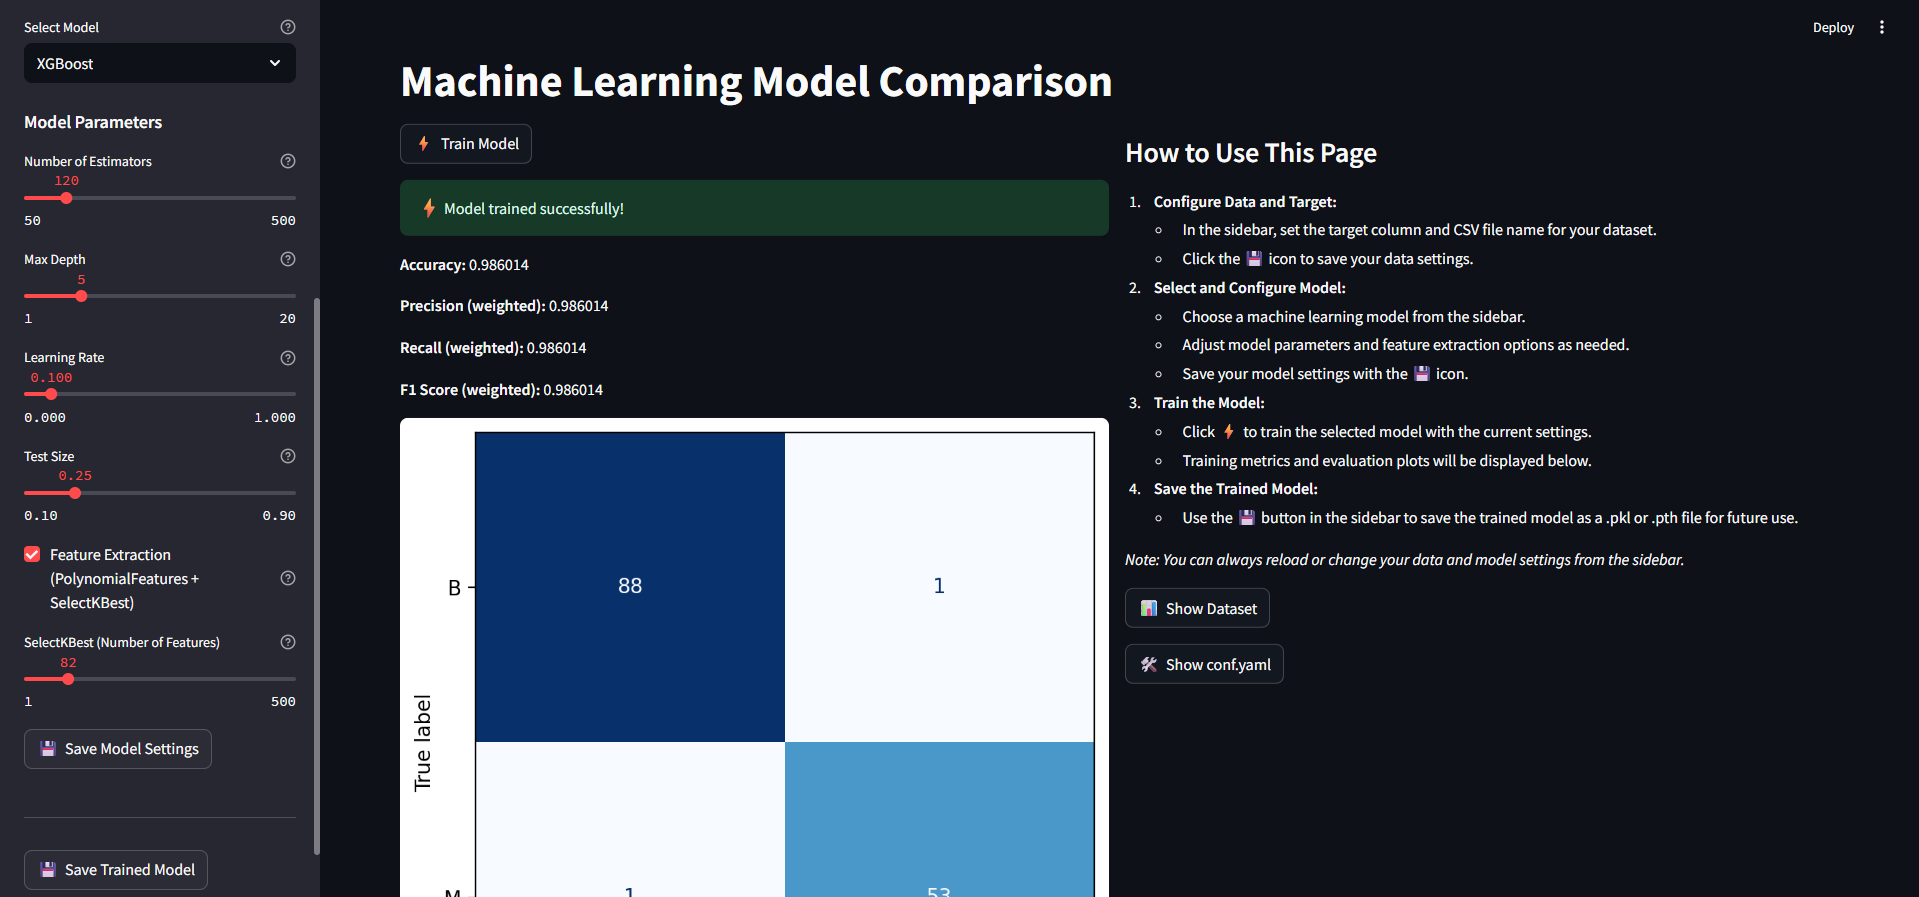 Select Model
XGBoost
Model Parameters
Number of Estimators
120
50 500
Max Depth
5
1 20
Learning Rate
0.100
0.000 1.000
Test Size
0.25
0.10 0.90
Feature Extraction
(PolynomialFeatures +
SelectKBest)
SelectKBest (Number of Features)
82
1 500
Save Model Settings
Save Trained Model
Deploy
Machine Learning Model Comparison
Train Model
Model trained successfully!
Accuracy: 0.986014
Precision (weighted): 0.986014
Recall (weighted): 0.986014
F1 Score (weighted): 0.986014
B
88 1
True label
M
1 53
How to Use This Page
1. Configure Data and Target:
In the sidebar, set the target column and CSV file name for your dataset.
Click the 💾 icon to save your data settings.
2. Select and Configure Model:
Choose a machine learning model from the sidebar.
Adjust model parameters and feature extraction options as needed.
Save your model settings with the 💾 icon.
3. Train the Model:
Click ⚡ to train the selected model with the current settings.
Training metrics and evaluation plots will be displayed below.
4. Save the Trained Model:
Use the 💾 button in the sidebar to save the trained model as a .pkl or .pth file for future use.
Note: You can always reload or change your data and model settings from the sidebar.
Show Dataset
Show conf.yaml